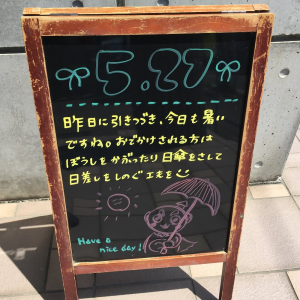 5.27
昨日に引きつづき、今日も暑い
ですね。おでかけされる方は
ぼうしをかぶったり 日傘をさして
日差しをしのぐ工夫を
Have a
nice day!